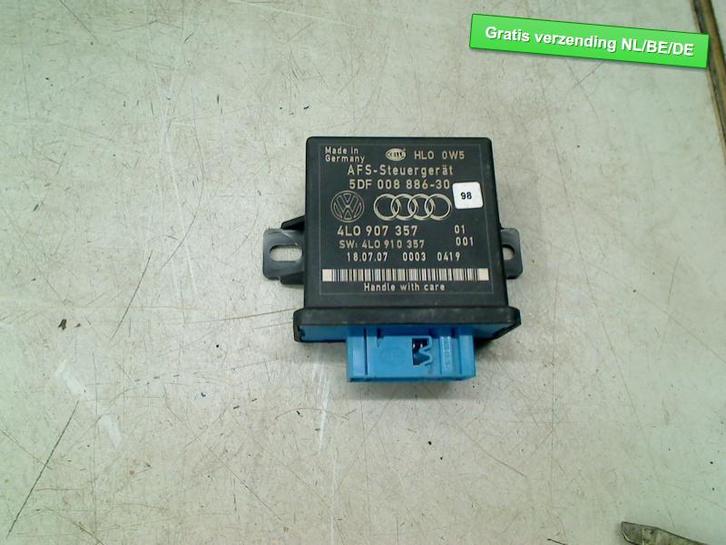 Gratis verzending NL/BE/DE
Made in
Germany
HELLA
HLO 0W5
AFS-Steuergerät
5DF 008 886-30
98
4L0 907 357 01
SW: 4L0 910 357 001
18.07.07 0003 0419
Handle with care